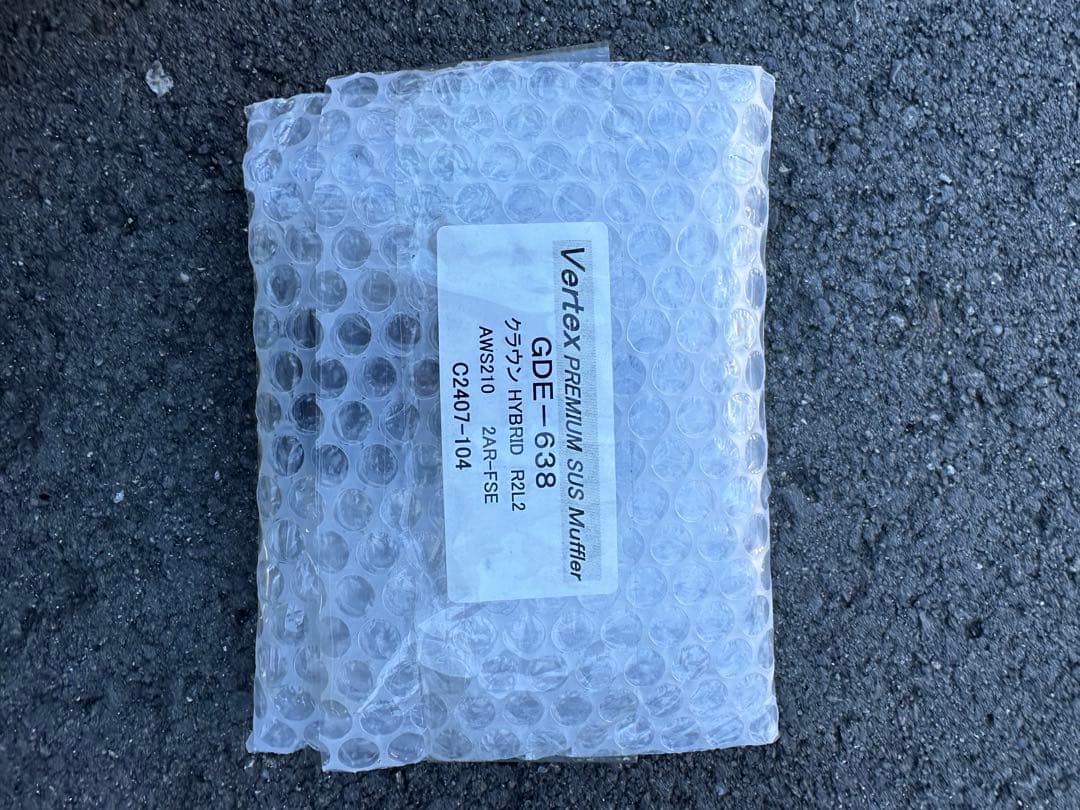 Vertex PREMIUM SUS Muffler
GDE-638
クラウン HYBRID R2L2
AWS210 2AR-FSE
C2407-104